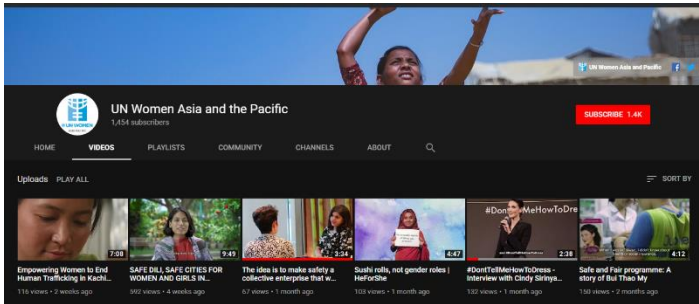 UN Women Asia and Pacific
UN WOMEN
UN Women Asia and the Pacific
1,454 subscribers
SUBSCRIBE 1.4K
HOME VIDEOS PLAYLISTS COMMUNITY CHANNELS ABOUT
Uploads PLAY ALL SORT BY
7:08 9:49 3:34 4:47 2:38 4:12
#DontTellMeHowToDre
Empowering Women to End Human Trafficking in Kachi...
116 views • 2 weeks ago
SAFE DILI, SAFE CITIES FOR WOMEN AND GIRLS IN...
592 views • 4 weeks ago
The idea is to make safety a collective enterprise that w...
67 views • 1 month ago
Sushi rolls, not gender roles |
HeForShe
103 views • 1 month ago
#DontTellMeHowToDress -
Interview with Cindy Sirinya...
132 views • 1 month ago
Safe and Fair programme: A
story of Bui Thao Mo
150 views • 2 months ago